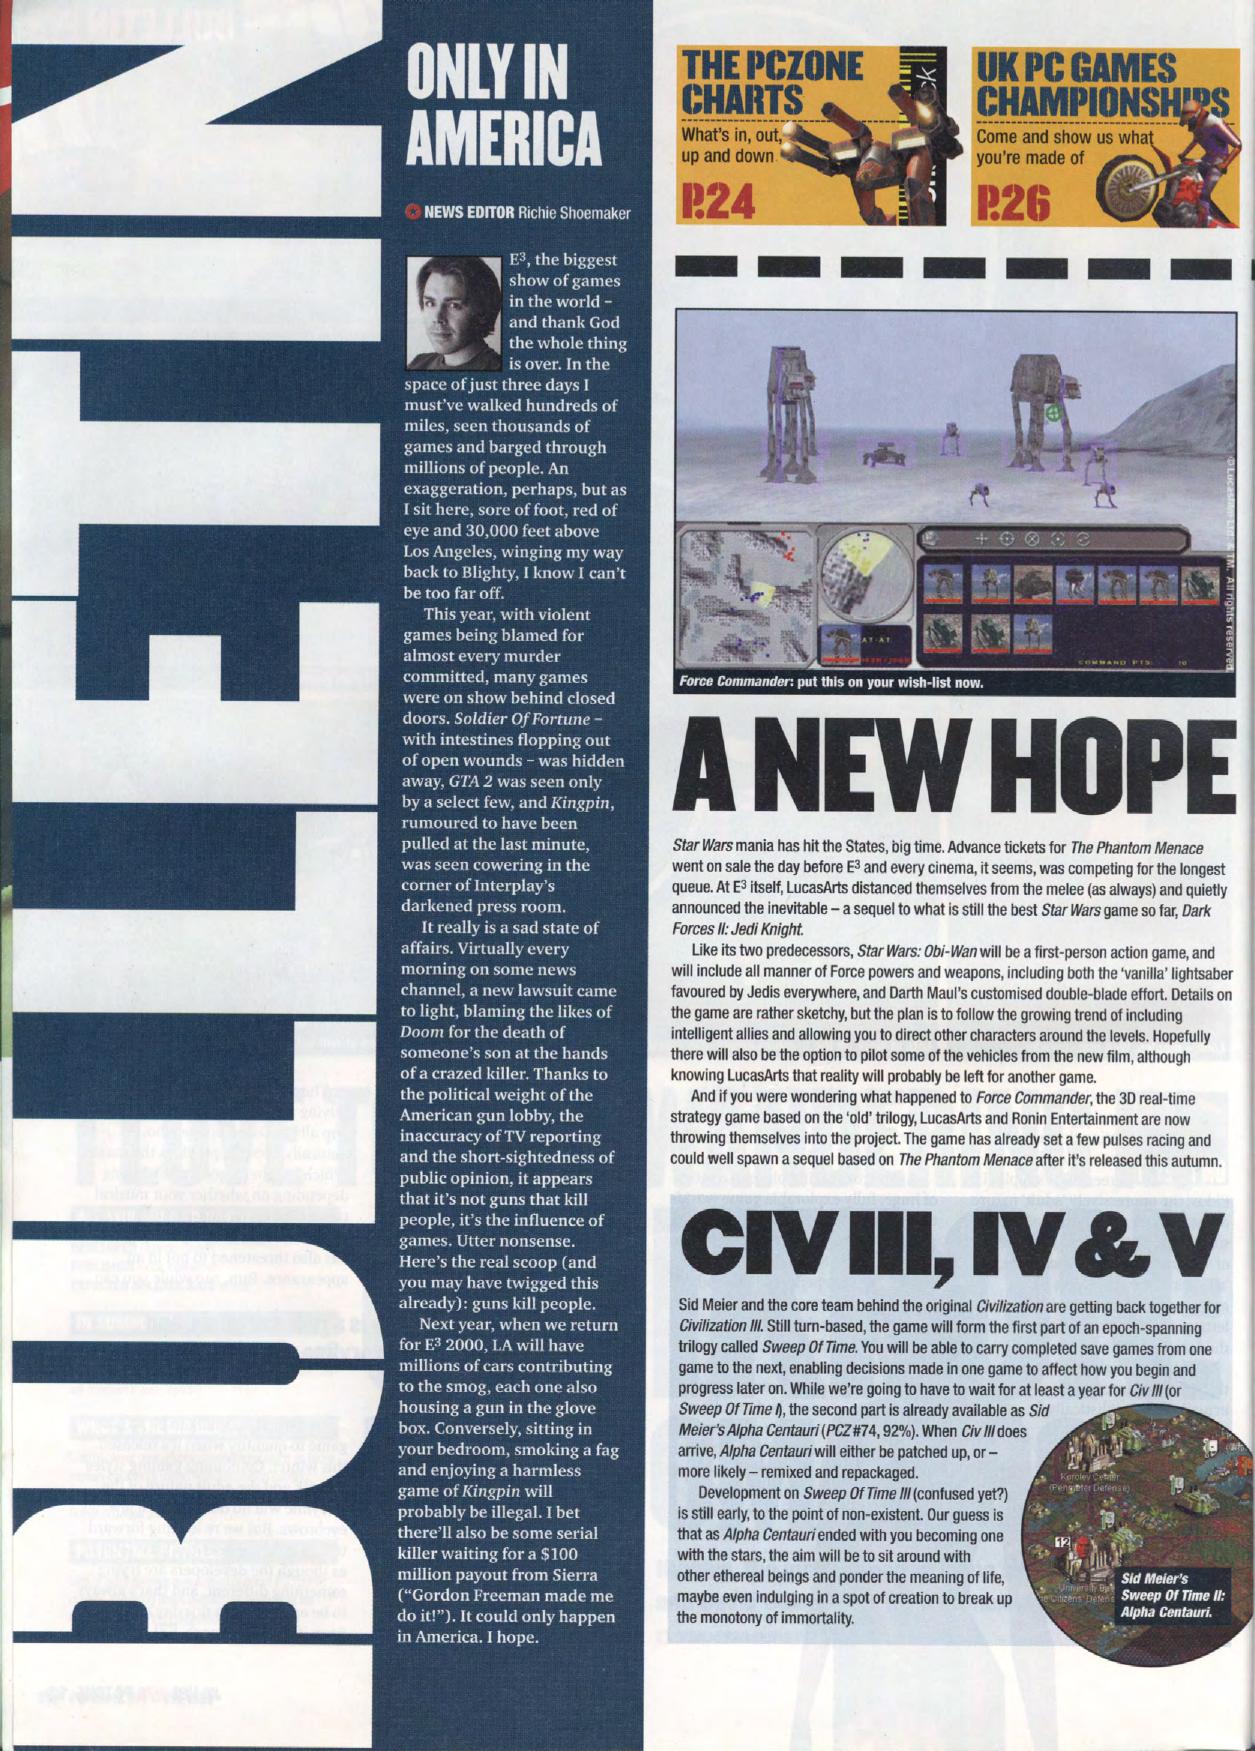 BULLETIN
ONLY IN
AMERICA
NEWS EDITOR Richie Shoemaker
E³, the biggest
show of games
in the world –
and thank God
the whole thing
is over. In the
space of just three days I
must've walked hundreds of
miles, seen thousands of
games and barged through
millions of people. An
exaggeration, perhaps, but as
I sit here, sore of foot, red of
eye and 30,000 feet above
Los Angeles, winging my way
back to Blighty, I know I can't
be too far off.
This year, with violent
games being blamed for
almost every murder
committed, many games
were on show behind closed
doors. Soldier Of Fortune –
with intestines flopping out
of open wounds – was hidden
away, GTA 2 was seen only
by a select few, and Kingpin,
rumoured to have been
pulled at the last minute,
was seen cowering in the
corner of Interplay's
darkened press room.
It really is a sad state of
affairs. Virtually every
morning on some news
channel, a new lawsuit came
to light, blaming the likes of
Doom for the death of
someone's son at the hands
of a crazed killer. Thanks to
the political weight of the
American gun lobby, the
inaccuracy of TV reporting
and the short-sightedness of
public opinion, it appears
that it's not guns that kill
people, it's the influence of
games. Utter nonsense.
Here's the real scoop (and
you may have twigged this
already): guns kill people.
Next year, when we return
for E³ 2000, LA will have
millions of cars contributing
to the smog, each one also
housing a gun in the glove
box. Conversely, sitting in
your bedroom, smoking a fag
and enjoying a harmless
game of Kingpin will
probably be illegal. I bet
there'll also be some serial
killer waiting for a $100
million payout from Sierra
("Gordon Freeman made me
do it!"). It could only happen
in America. I hope.
THE PCZONE
CHARTS
What's in, out,
up and down
P.24
UK PC GAMES
CHAMPIONSHIPS
Come and show us what
you're made of
P.26
© Lucasfilm Ltd. & TM. All rights reserved.
AT-AT
COMMAND PTS: 10
Force Commander: put this on your wish-list now.
A NEW HOPE
Star Wars mania has hit the States, big time. Advance tickets for The Phantom Menace
went on sale the day before E³ and every cinema, it seems, was competing for the longest
queue. At E³ itself, LucasArts distanced themselves from the melee (as always) and quietly
announced the inevitable – a sequel to what is still the best Star Wars game so far, Dark
Forces II: Jedi Knight.
Like its two predecessors, Star Wars: Obi-Wan will be a first-person action game, and
will include all manner of Force powers and weapons, including both the 'vanilla' lightsaber
favoured by Jedis everywhere, and Darth Maul's customised double-blade effort. Details on
the game are rather sketchy, but the plan is to follow the growing trend of including
intelligent allies and allowing you to direct other characters around the levels. Hopefully
there will also be the option to pilot some of the vehicles from the new film, although
knowing LucasArts that reality will probably be left for another game.
And if you were wondering what happened to Force Commander, the 3D real-time
strategy game based on the 'old' trilogy, LucasArts and Ronin Entertainment are now
throwing themselves into the project. The game has already set a few pulses racing and
could well spawn a sequel based on The Phantom Menace after it's released this autumn.
CIV III, IV & V
Sid Meier and the core team behind the original Civilization are getting back together for
Civilization III. Still turn-based, the game will form the first part of an epoch-spanning
trilogy called Sweep Of Time. You will be able to carry completed save games from one
game to the next, enabling decisions made in one game to affect how you begin and
progress later on. While we're going to have to wait for at least a year for Civ III (or
Sweep Of Time I), the second part is already available as Sid
Meier's Alpha Centauri (PCZ #74, 92%). When Civ III does
arrive, Alpha Centauri will either be patched up, or –
more likely – remixed and repackaged.
Development on Sweep Of Time III (confused yet?)
is still early, to the point of non-existent. Our guess is
that as Alpha Centauri ended with you becoming one
with the stars, the aim will be to sit around with
other ethereal beings and ponder the meaning of life,
maybe even indulging in a spot of creation to break up
the monotony of immortality.
Korolev Center
(Perimeter Defense)
12
Sid Meier's
Sweep Of Time II:
Alpha Centauri.